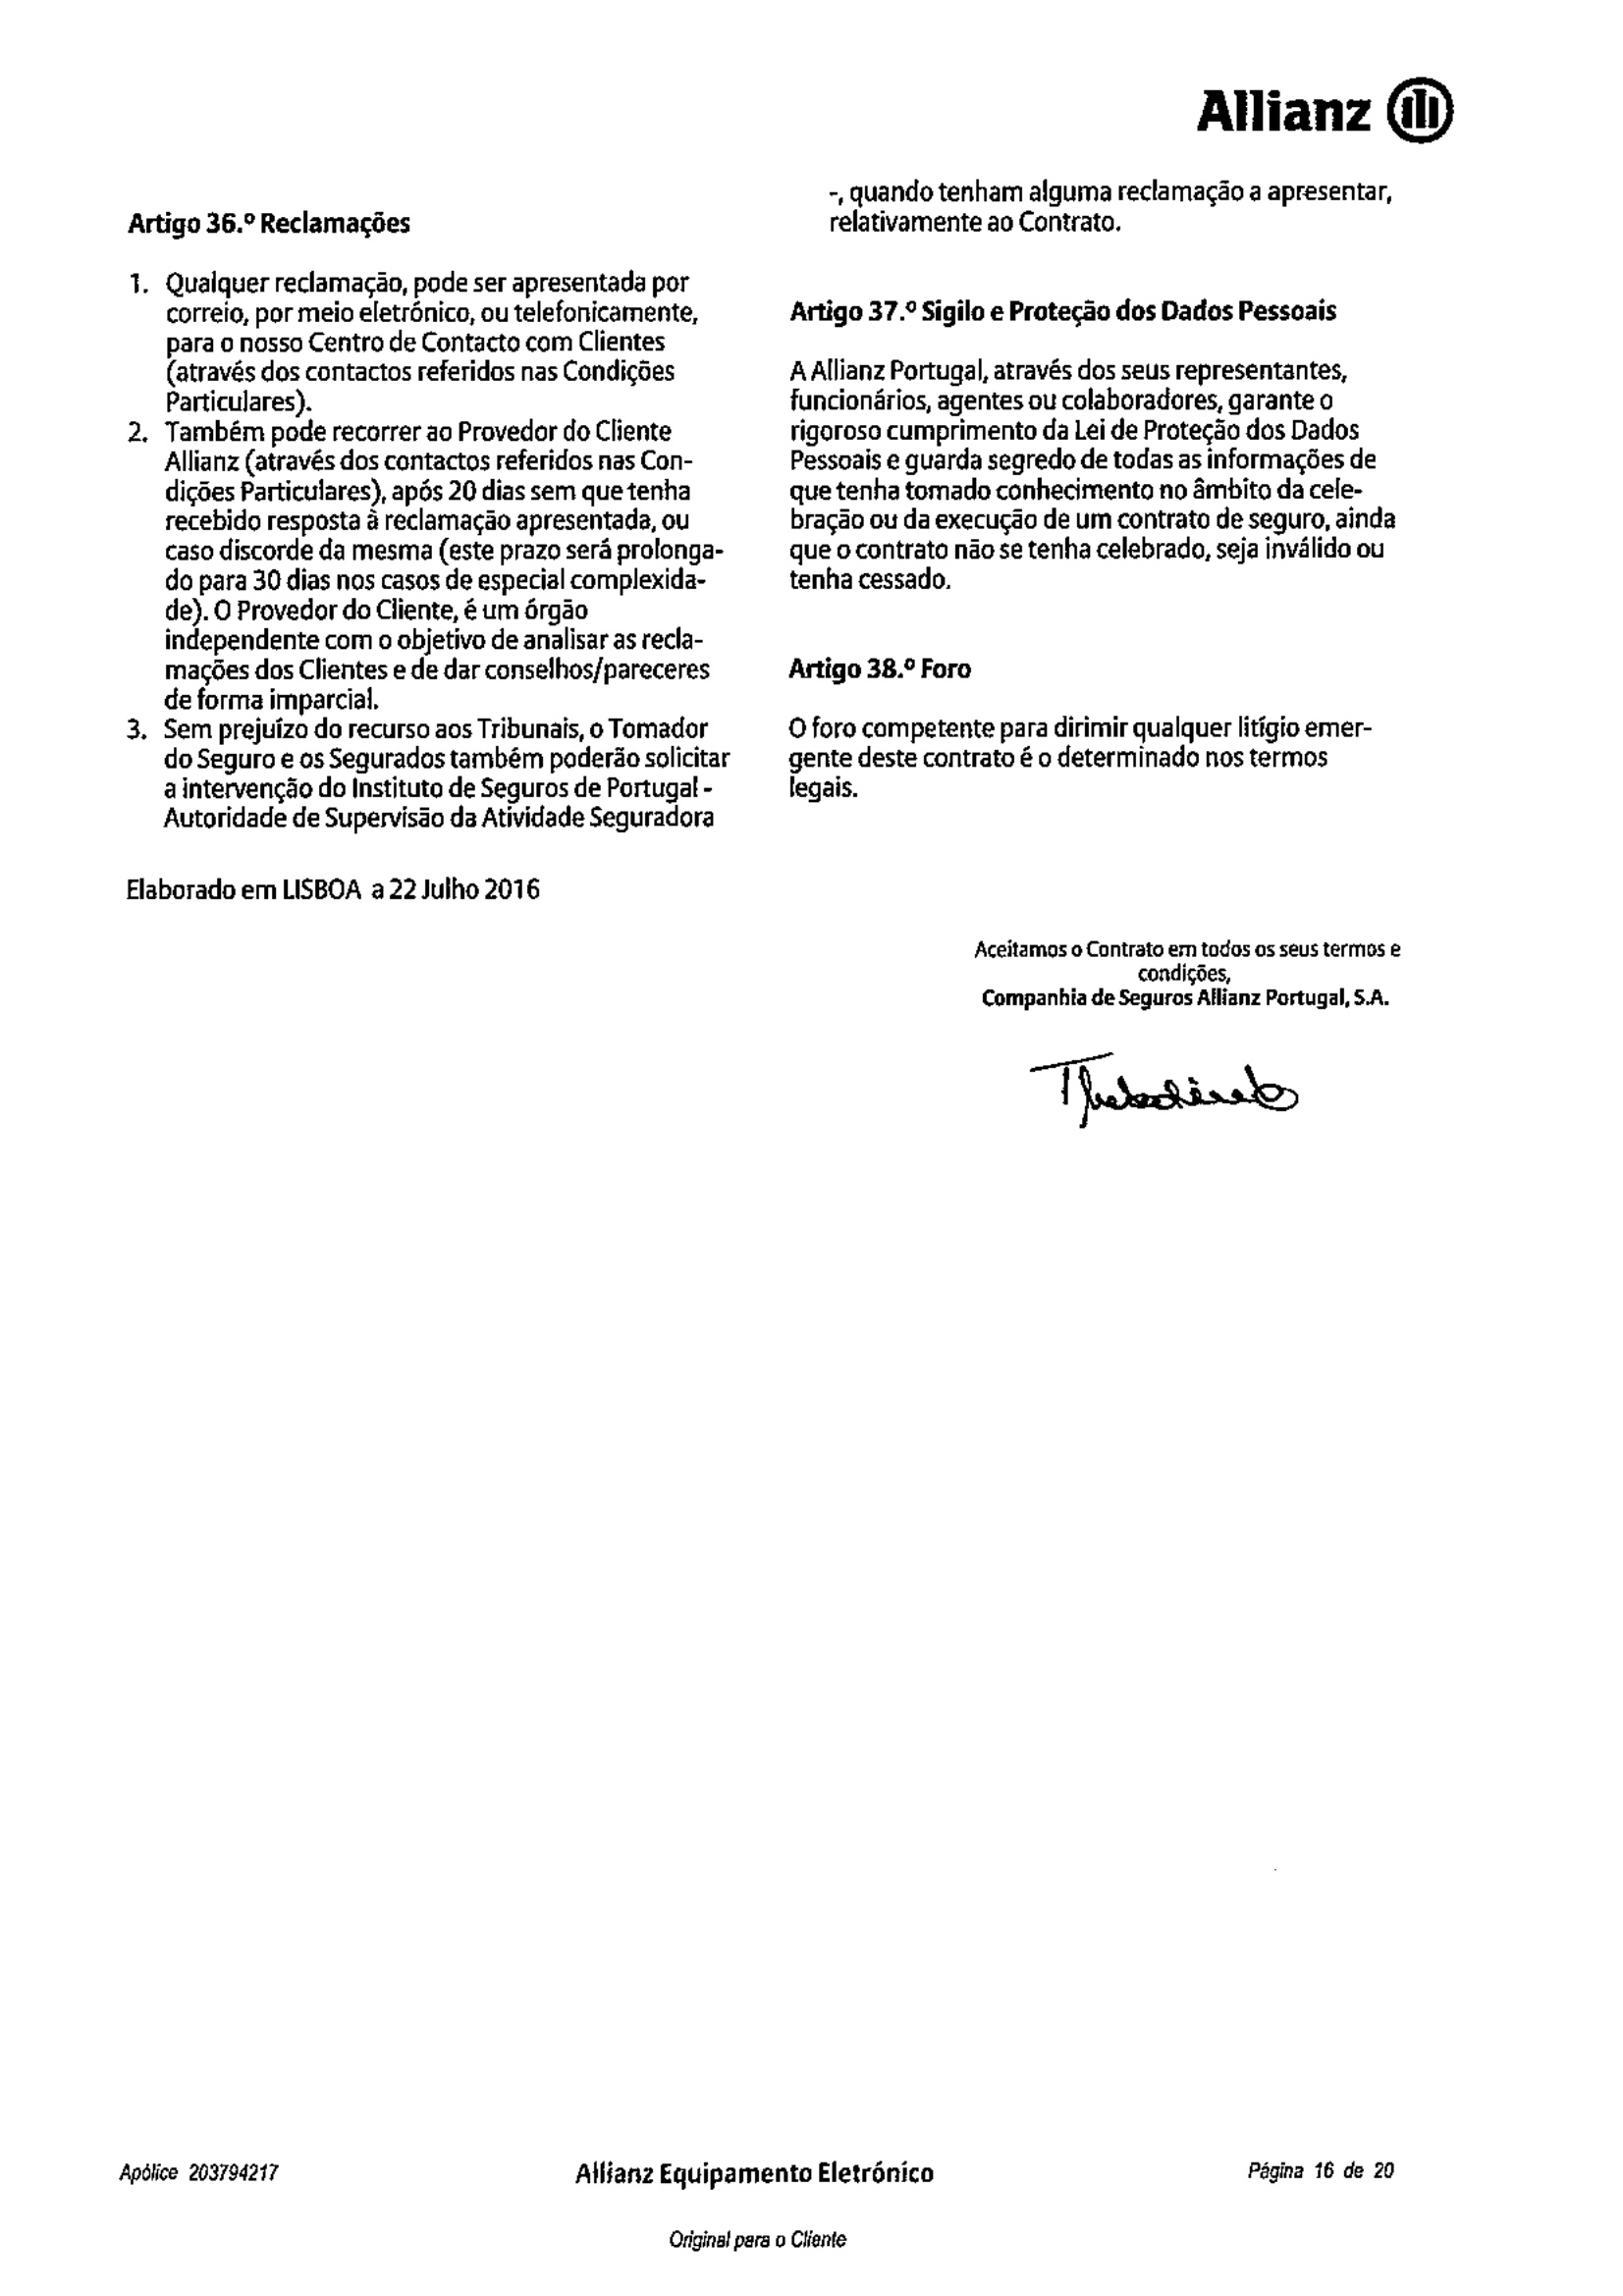 Allianz
Artigo 36.º Reclamações
1. Qualquer reclamação, pode ser apresentada por
correio, por meio eletrónico, ou telefonicamente,
para o nosso Centro de Contacto com Clientes
(através dos contactos referidos nas Condições
Particulares).
2. Também pode recorrer ao Provedor do Cliente
Allianz (através dos contactos referidos nas Con-
dições Particulares), após 20 dias sem que tenha
recebido resposta à reclamação apresentada, ou
caso discorde da mesma (este prazo será prolonga-
do para 30 dias nos casos de especial complexida-
de). O Provedor do Cliente, é um órgão
independente com o objetivo de analisar as recla-
mações dos Clientes e de dar conselhos/pareceres
de forma imparcial.
3. Sem prejuízo do recurso aos Tribunais, o Tomador
do Seguro e os Segurados também poderão solicitar
a intervenção do Instituto de Seguros de Portugal -
Autoridade de Supervisão da Atividade Seguradora
-, quando tenham alguma reclamação a apresentar,
relativamente ao Contrato.
Artigo 37.º Sigilo e Proteção dos Dados Pessoais
A Allianz Portugal, através dos seus representantes,
funcionários, agentes ou colaboradores, garante o
rigoroso cumprimento da Lei de Proteção dos Dados
Pessoais e guarda segredo de todas as informações de
que tenha tomado conhecimento no âmbito da cele-
bração ou da execução de um contrato de seguro, ainda
que o contrato não se tenha celebrado, seja inválido ou
tenha cessado.
Artigo 38.º Foro
O foro competente para dirimir qualquer litígio emer-
gente deste contrato é o determinado nos termos
legais.
Elaborado em LISBOA a 22 Julho 2016
Aceitamos o Contrato em todos os seus termos e
condições,
Companhia de Seguros Allianz Portugal, S.A.
Apólice 203794217
Allianz Equipamento Eletrónico
Página 16 de 20
Original para o Cliente